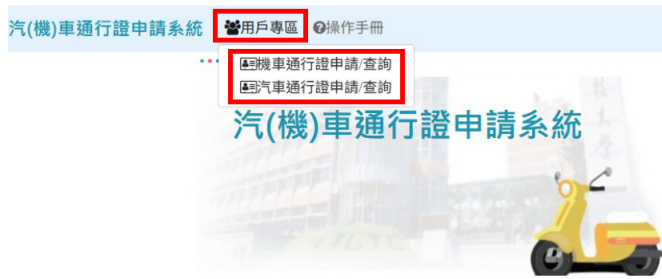 汽(機)車通行證申請系統 用戶專區 操作手冊
機車通行證申請/查詢
汽車通行證申請/查詢
汽(機)車通行證申請系統